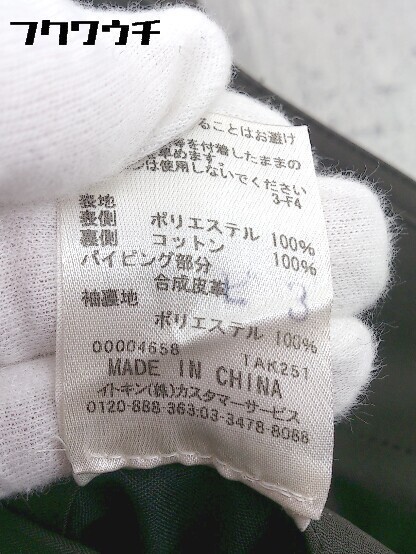 フクワウチ
ることはお避け
等を付着したままの
は使用しないでください
3-F4
表地
表側 ポリエステル 100%
裏側 コットン 100%
パイピング部分
合成皮革
袖裏地
ポリエステル 100%
00004658 TAK251
MADE IN CHINA
イトキン(株)カスタマーサービス
0120-888-363:03-3478-8088